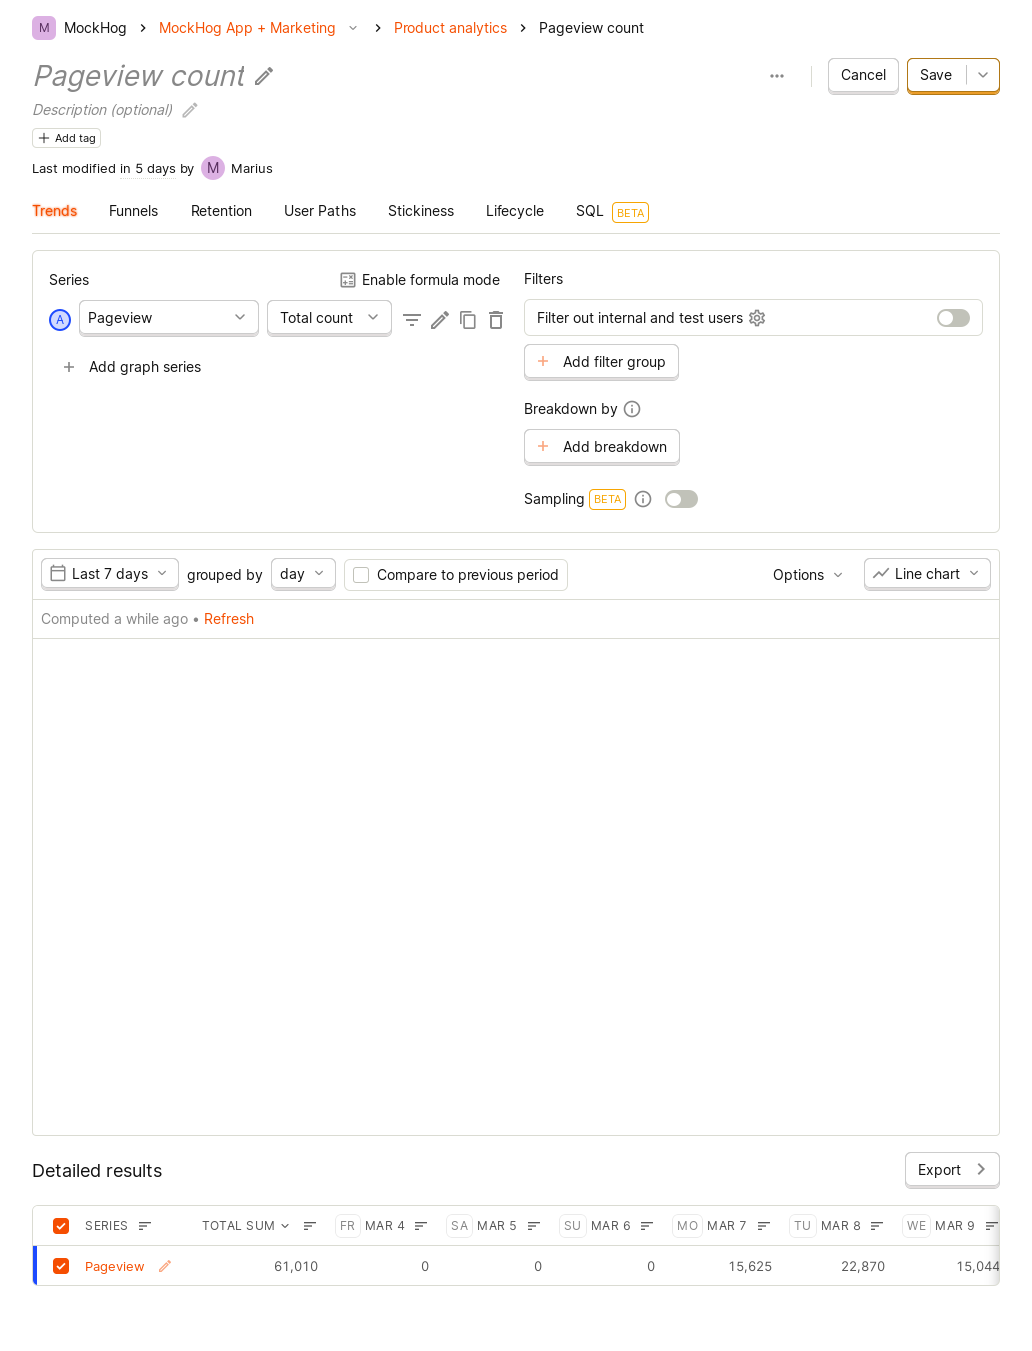 M MockHog > MockHog App + Marketing > Product analytics > Pageview count
Pageview count
Cancel
Save
Description (optional)
Add tag
Last modified in 5 days by M Marius
Trends
Funnels
Retention
User Paths
Stickiness
Lifecycle
SQL BETA
Series
Enable formula mode
A Pageview
Total count
Add graph series
Filters
Filter out internal and test users
Add filter group
Breakdown by
Add breakdown
Sampling BETA
Last 7 days grouped by day Compare to previous period
Options
Line chart
Computed a while ago • Refresh
Detailed results
Export
SERIES TOTAL SUM FR MAR 4 SA MAR 5 SU MAR 6 MO MAR 7 TU MAR 8 WE MAR 9
Pageview 61,010 0 0 0 15,625 22,870 15,044